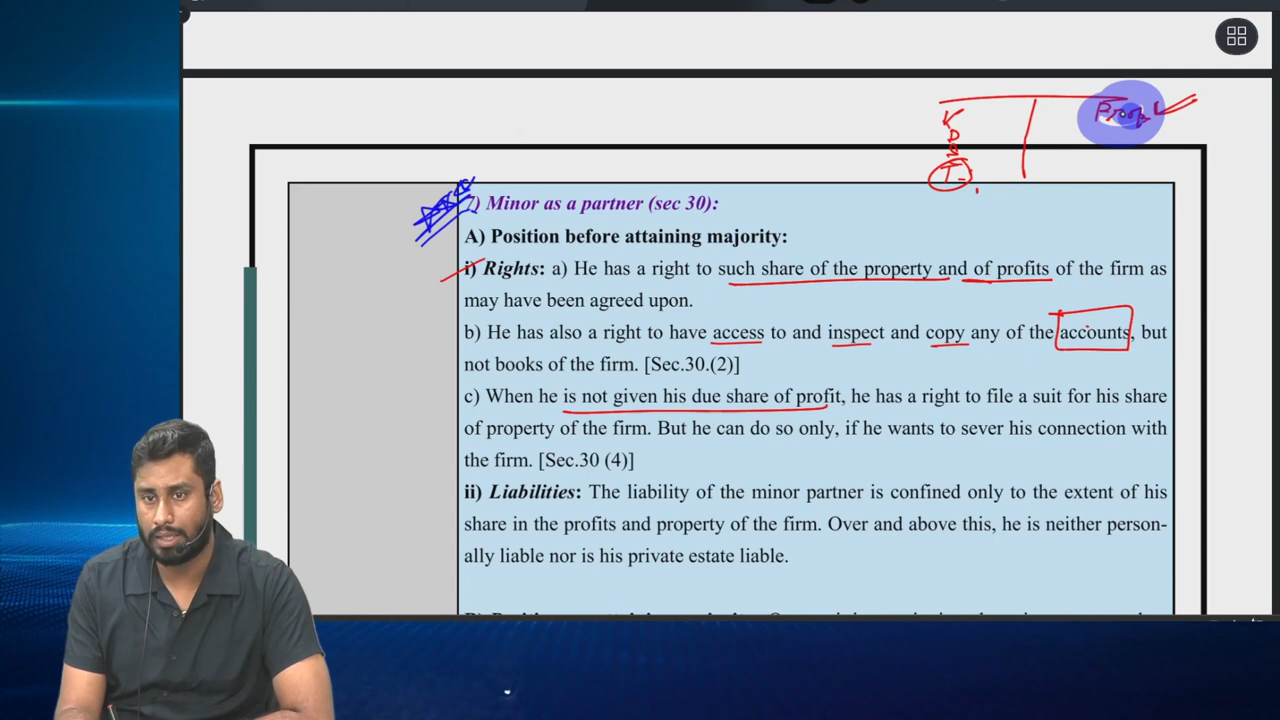 Prof
T
7) Minor as a partner (sec 30):
A) Position before attaining majority:
i) Rights: a) He has a right to such share of the property and of profits of the firm as
may have been agreed upon.
b) He has also a right to have access to and inspect and copy any of the accounts, but
not books of the firm. [Sec.30.(2)]
c) When he is not given his due share of profit, he has a right to file a suit for his share
of property of the firm. But he can do so only, if he wants to sever his connection with
the firm. [Sec.30 (4)]
ii) Liabilities: The liability of the minor partner is confined only to the extent of his
share in the profits and property of the firm. Over and above this, he is neither person-
ally liable nor is his private estate liable.